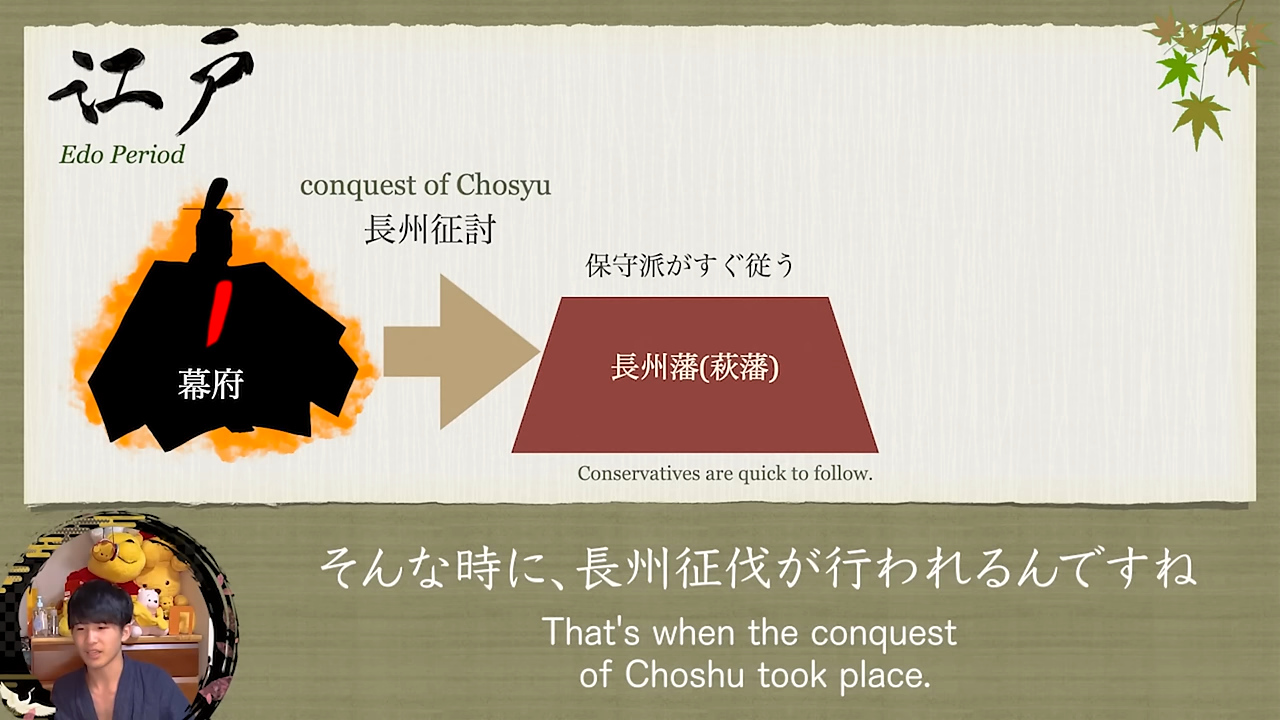 江戸
Edo Period
conquest of Chosyu
長州征討
保守派がすぐ従う
幕府
長州藩(萩藩)
Conservatives are quick to follow.
そんな時に、長州征伐が行われるんですね
That's when the conquest
of Choshu took place.